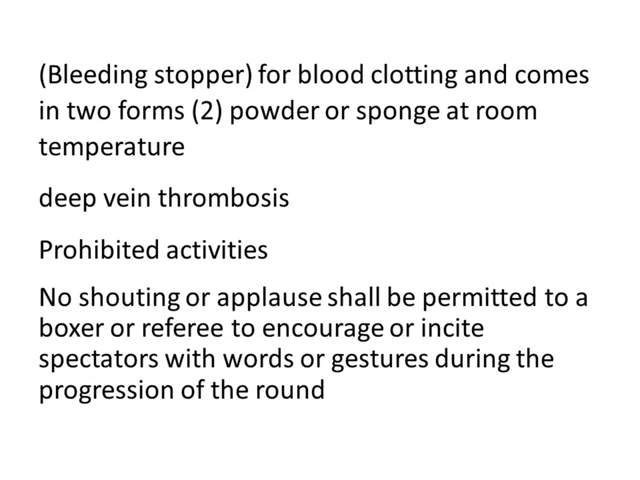 (Bleeding stopper) for blood clotting and comes
in two forms (2) powder or sponge at room
temperature
deep vein thrombosis
Prohibited activities
No shouting or applause shall be permitted to a
boxer or referee to encourage or incite
spectators with words or gestures during the
progression of the round